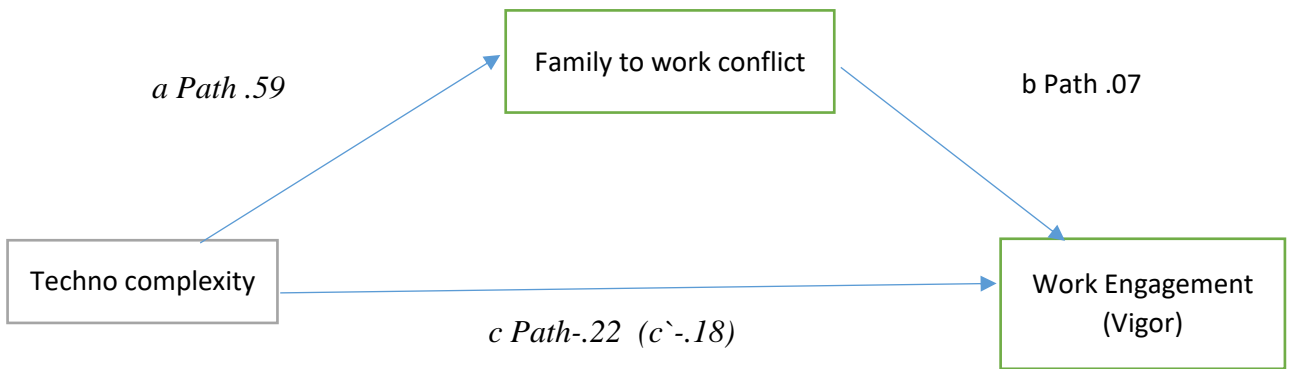 Family to work conflict
a Path .59
b Path .07
Techno complexity
Work Engagement
(Vigor)
c Path-.22 (c`-.18)